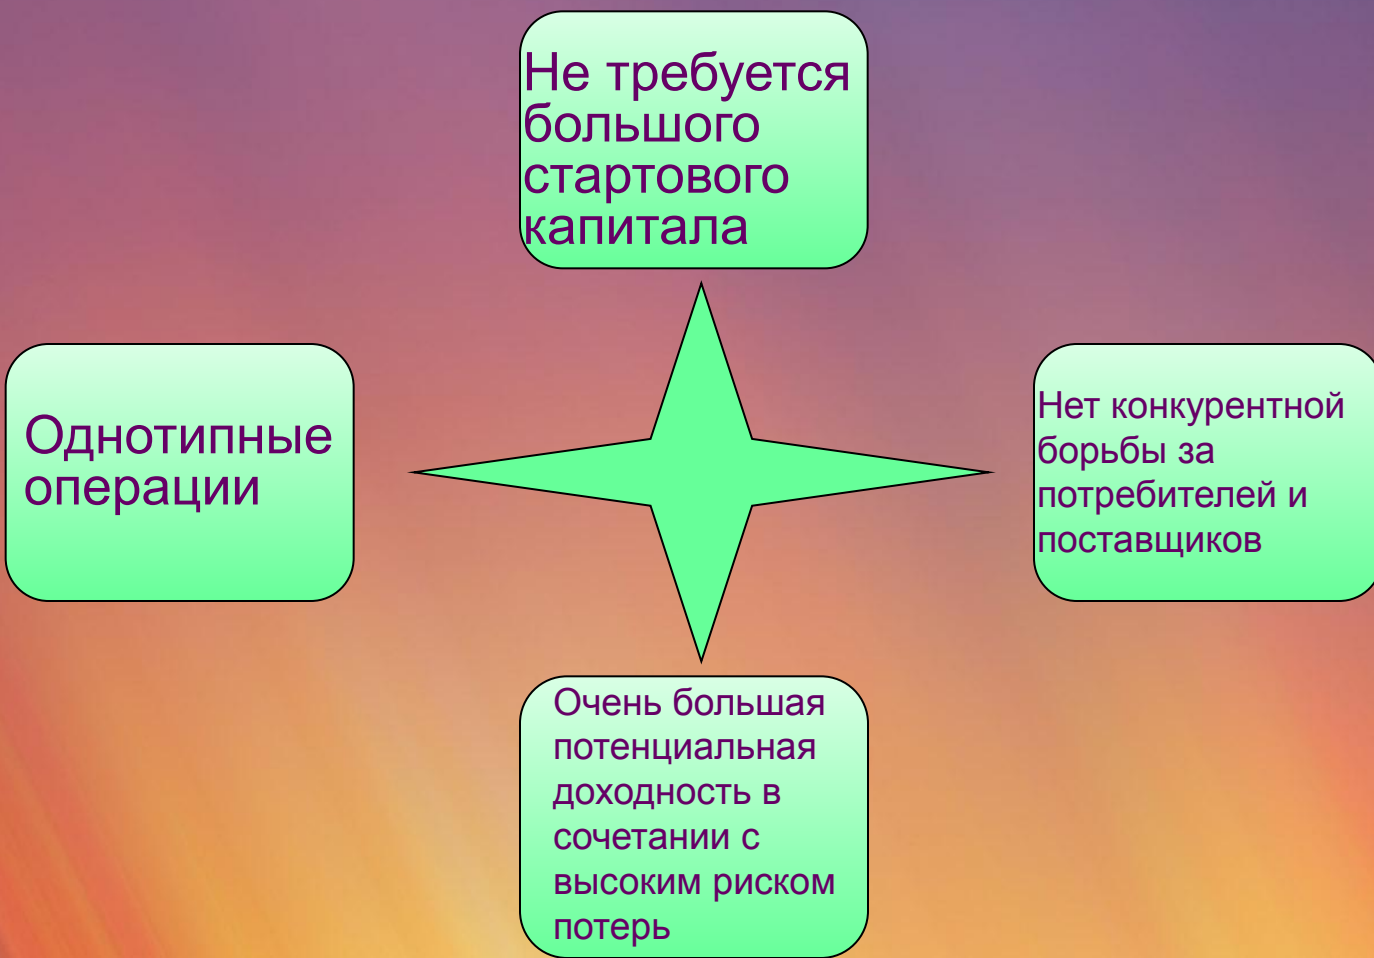 Не требуется
большого
стартового
капитала
Однотипные
операции
Нет конкурентной
борьбы за
потребителей и
поставщиков
Очень большая
потенциальная
доходность в
сочетании с
высоким риском
потерь